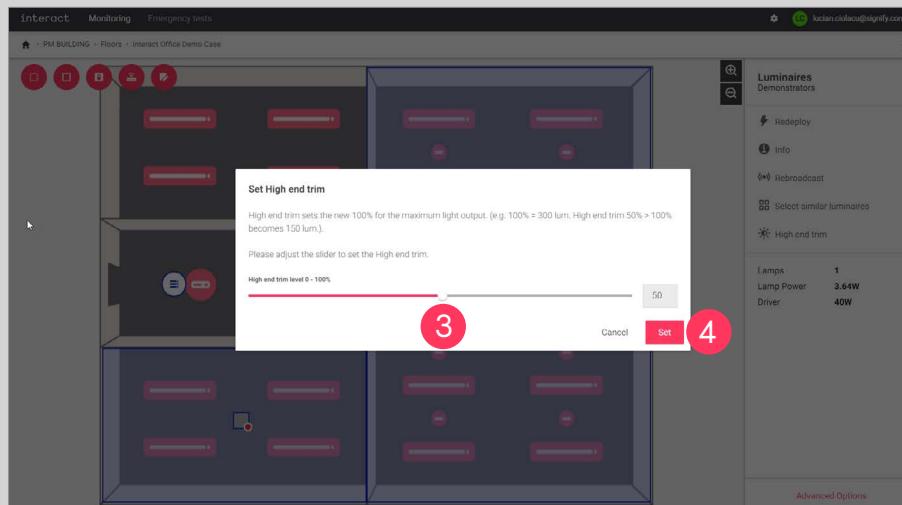 interact Monitoring Emergency tests
LC lucian.ciolacu@signify.com
PM BUILDING Floors Interact Office Demo Case
Luminaires
Demonstrators
Redeploy
Info
Rebroadcast
Select similar luminaires
High end trim
Lamps 1
Lamp Power 3.64W
Driver 40W
Set High end trim
High end trim sets the new 100% for the maximum light output. (e.g. 100% = 300 lum. High end trim 50% > 100%
becomes 150 lum.).
Please adjust the slider to set the High end trim.
High end trim level 0 - 100%
50
3
Cancel Set 4
Advanced Options